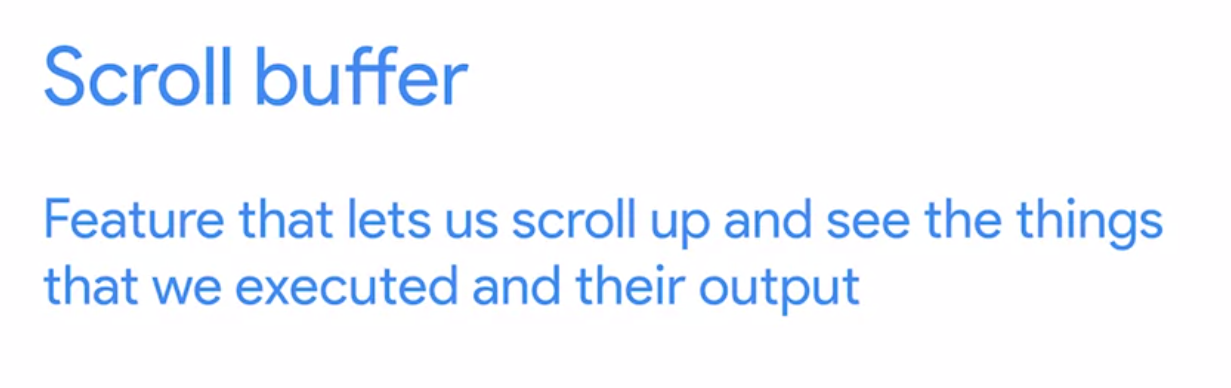 Scroll buffer
Feature that lets us scroll up and see the things
that we executed and their output